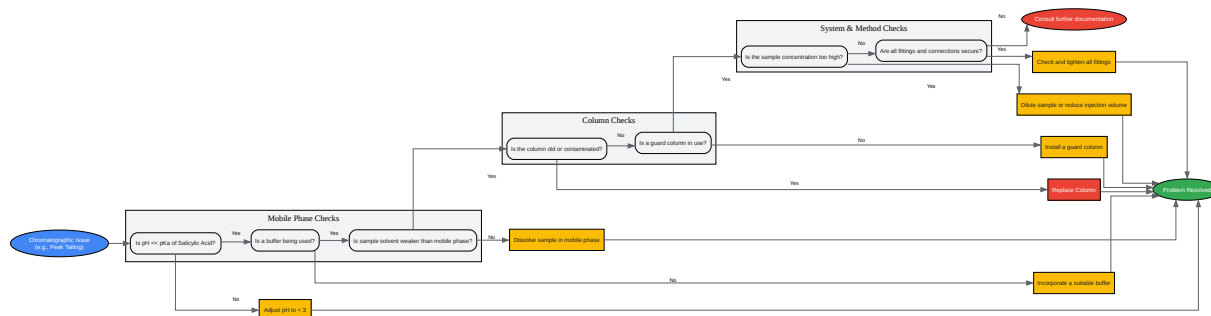 System & Method Checks
No
Consult further documentation
Is the sample concentration too high?
No
Are all fittings and connections secure?
Yes
Check and tighten all fittings
Yes
Yes
Dilute sample or reduce injection volume
Column Checks
Is the column old or contaminated?
No
Is a guard column in use?
No
Install a guard column
Yes
Yes
Replace Column
Problem Resolved
Mobile Phase Checks
Chromatographic Issue
(e.g., Peak Tailing)
Is pH << pKa of Salicylic Acid?
Yes
Is a buffer being used?
Yes
Is sample solvent weaker than mobile phase?
No
Dissolve sample in mobile phase
No
Incorporate a suitable buffer
No
Adjust pH to < 3